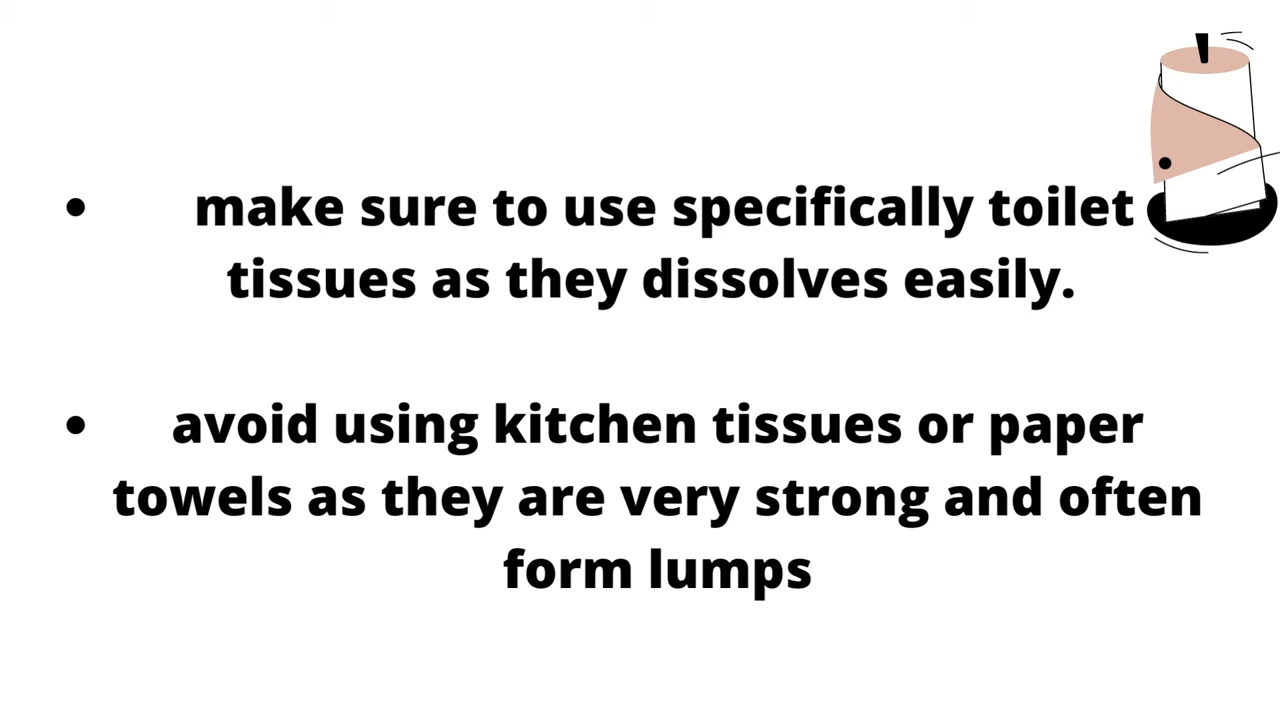 • make sure to use specifically toilet
tissues as they dissolves easily.
• avoid using kitchen tissues or paper
towels as they are very strong and often
form lumps